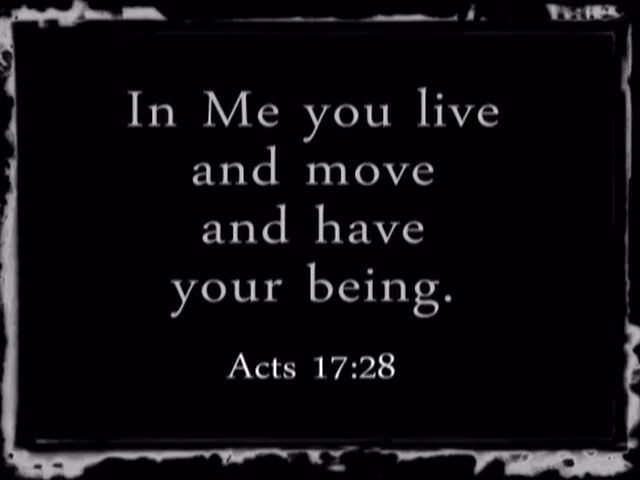 In Me you live
and move
and have
your being.
Acts 17:28